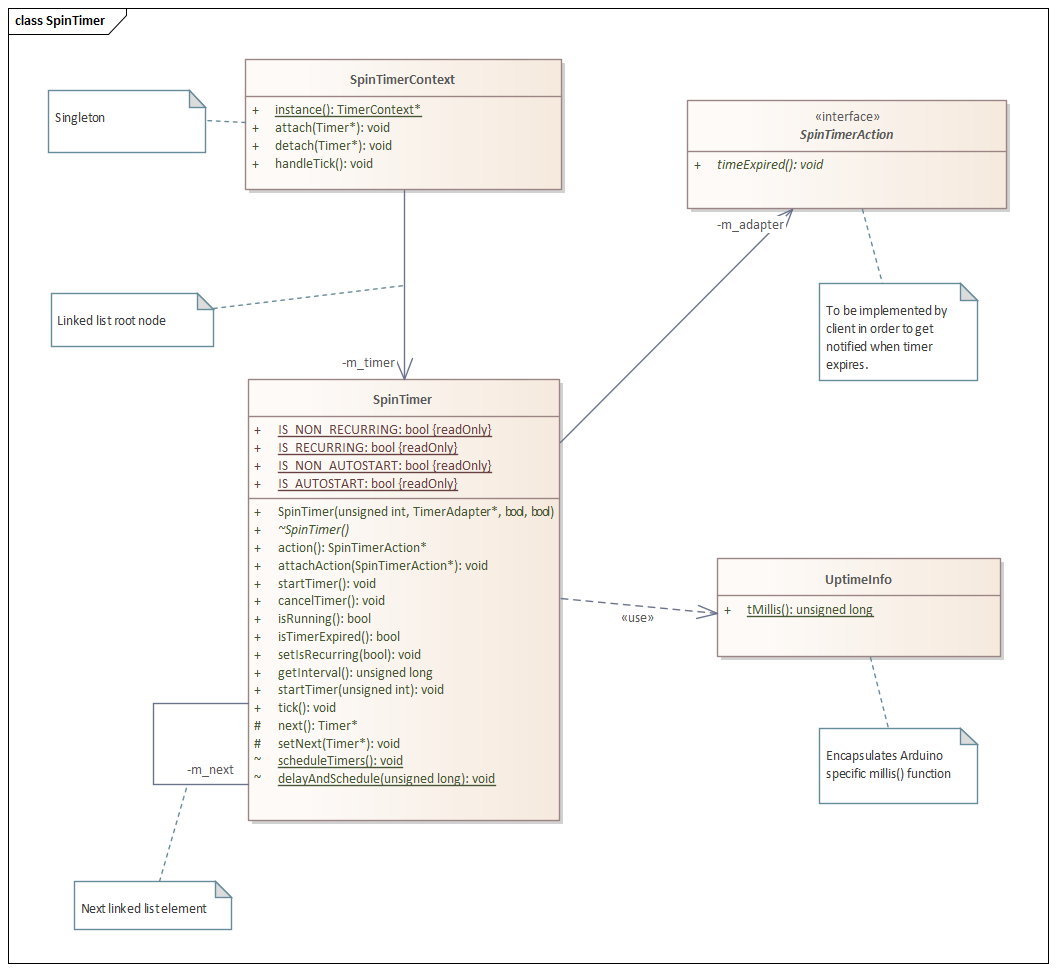 class SpinTimer
SpinTimerContext
+ instance(): TimerContext*
+ attach(Timer*): void
+ detach(Timer*): void
+ handleTick(): void
Singleton
«interface»
SpinTimerAction
+ timeExpired(): void
-m_adapter
To be implemented by
client in order to get
notified when timer
expires.
Linked list root node
-m_timer
SpinTimer
+ IS_NON_RECURRING: bool {readOnly}
+ IS_RECURRING: bool {readOnly}
+ IS_NON_AUTOSTART: bool {readOnly}
+ IS_AUTOSTART: bool {readOnly}
+ SpinTimer(unsigned int, TimerAdapter*, bool, bool)
+ ~SpinTimer()
+ action(): SpinTimerAction*
+ attachAction(SpinTimerAction*): void
+ startTimer(): void
+ cancelTimer(): void
+ isRunning(): bool
+ isTimerExpired(): bool
+ setIsRecurring(bool): void
+ getInterval(): unsigned long
+ startTimer(unsigned int): void
+ tick(): void
# next(): Timer*
# setNext(Timer*): void
~ scheduleTimers(): void
~ delayAndSchedule(unsigned long): void
«use»
UptimeInfo
+ tMillis(): unsigned long
Encapsulates Arduino
specific millis() function
-m_next
Next linked list element